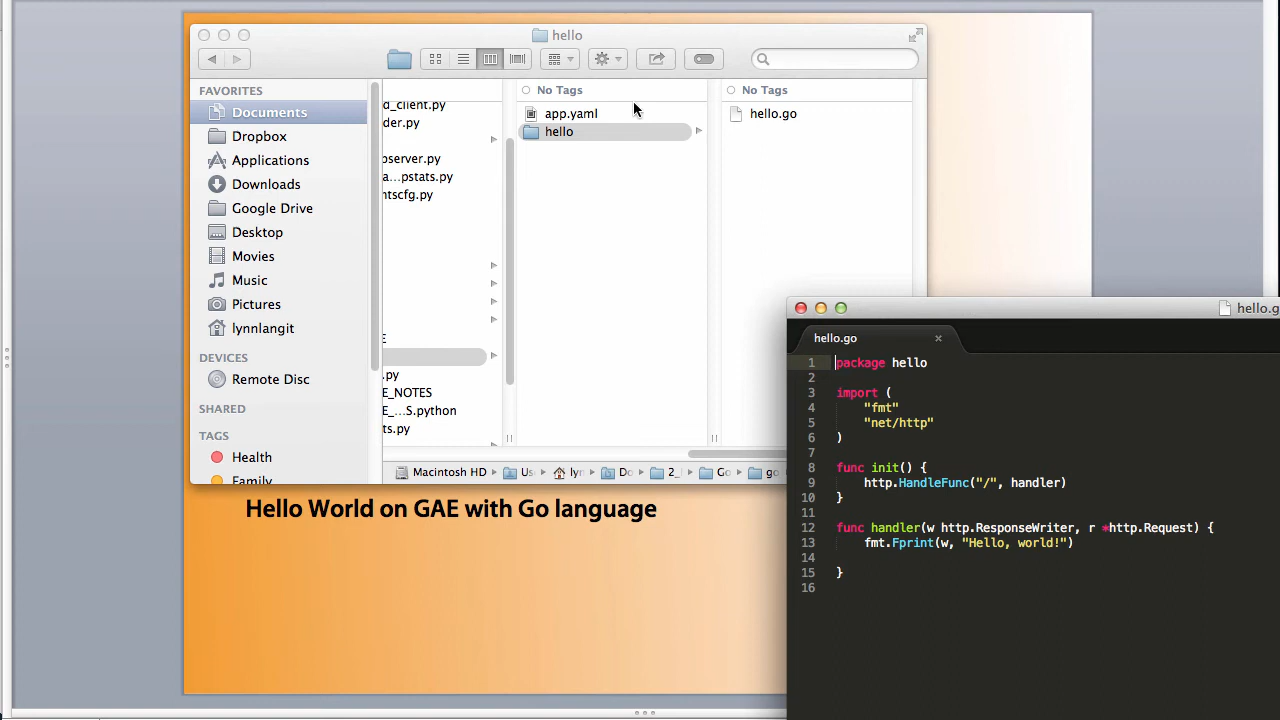 hello
FAVORITES
Documents
Dropbox
Applications
Downloads
Google Drive
Desktop
Movies
Music
Pictures
lynnlangit
DEVICES
Remote Disc
SHARED
TAGS
Health
Family
d_client.py
der.py
oserver.py
a...pstats.py
ntscfg.py
E
.py
E_NOTES
E_...S.python
ts.py
No Tags
app.yaml
hello
No Tags
hello.go
Macintosh HD
Us
lyn
Do
2_
Go
go
Hello World on GAE with Go language
hello.g
hello.go
1 package hello
2
3 import (
4 "fmt"
5 "net/http"
6 )
7
8 func init() {
9 http.HandleFunc("/", handler)
10 }
11
12 func handler(w http.ResponseWriter, r *http.Request) {
13 fmt.Fprint(w, "Hello, world!")
14
15 }
16